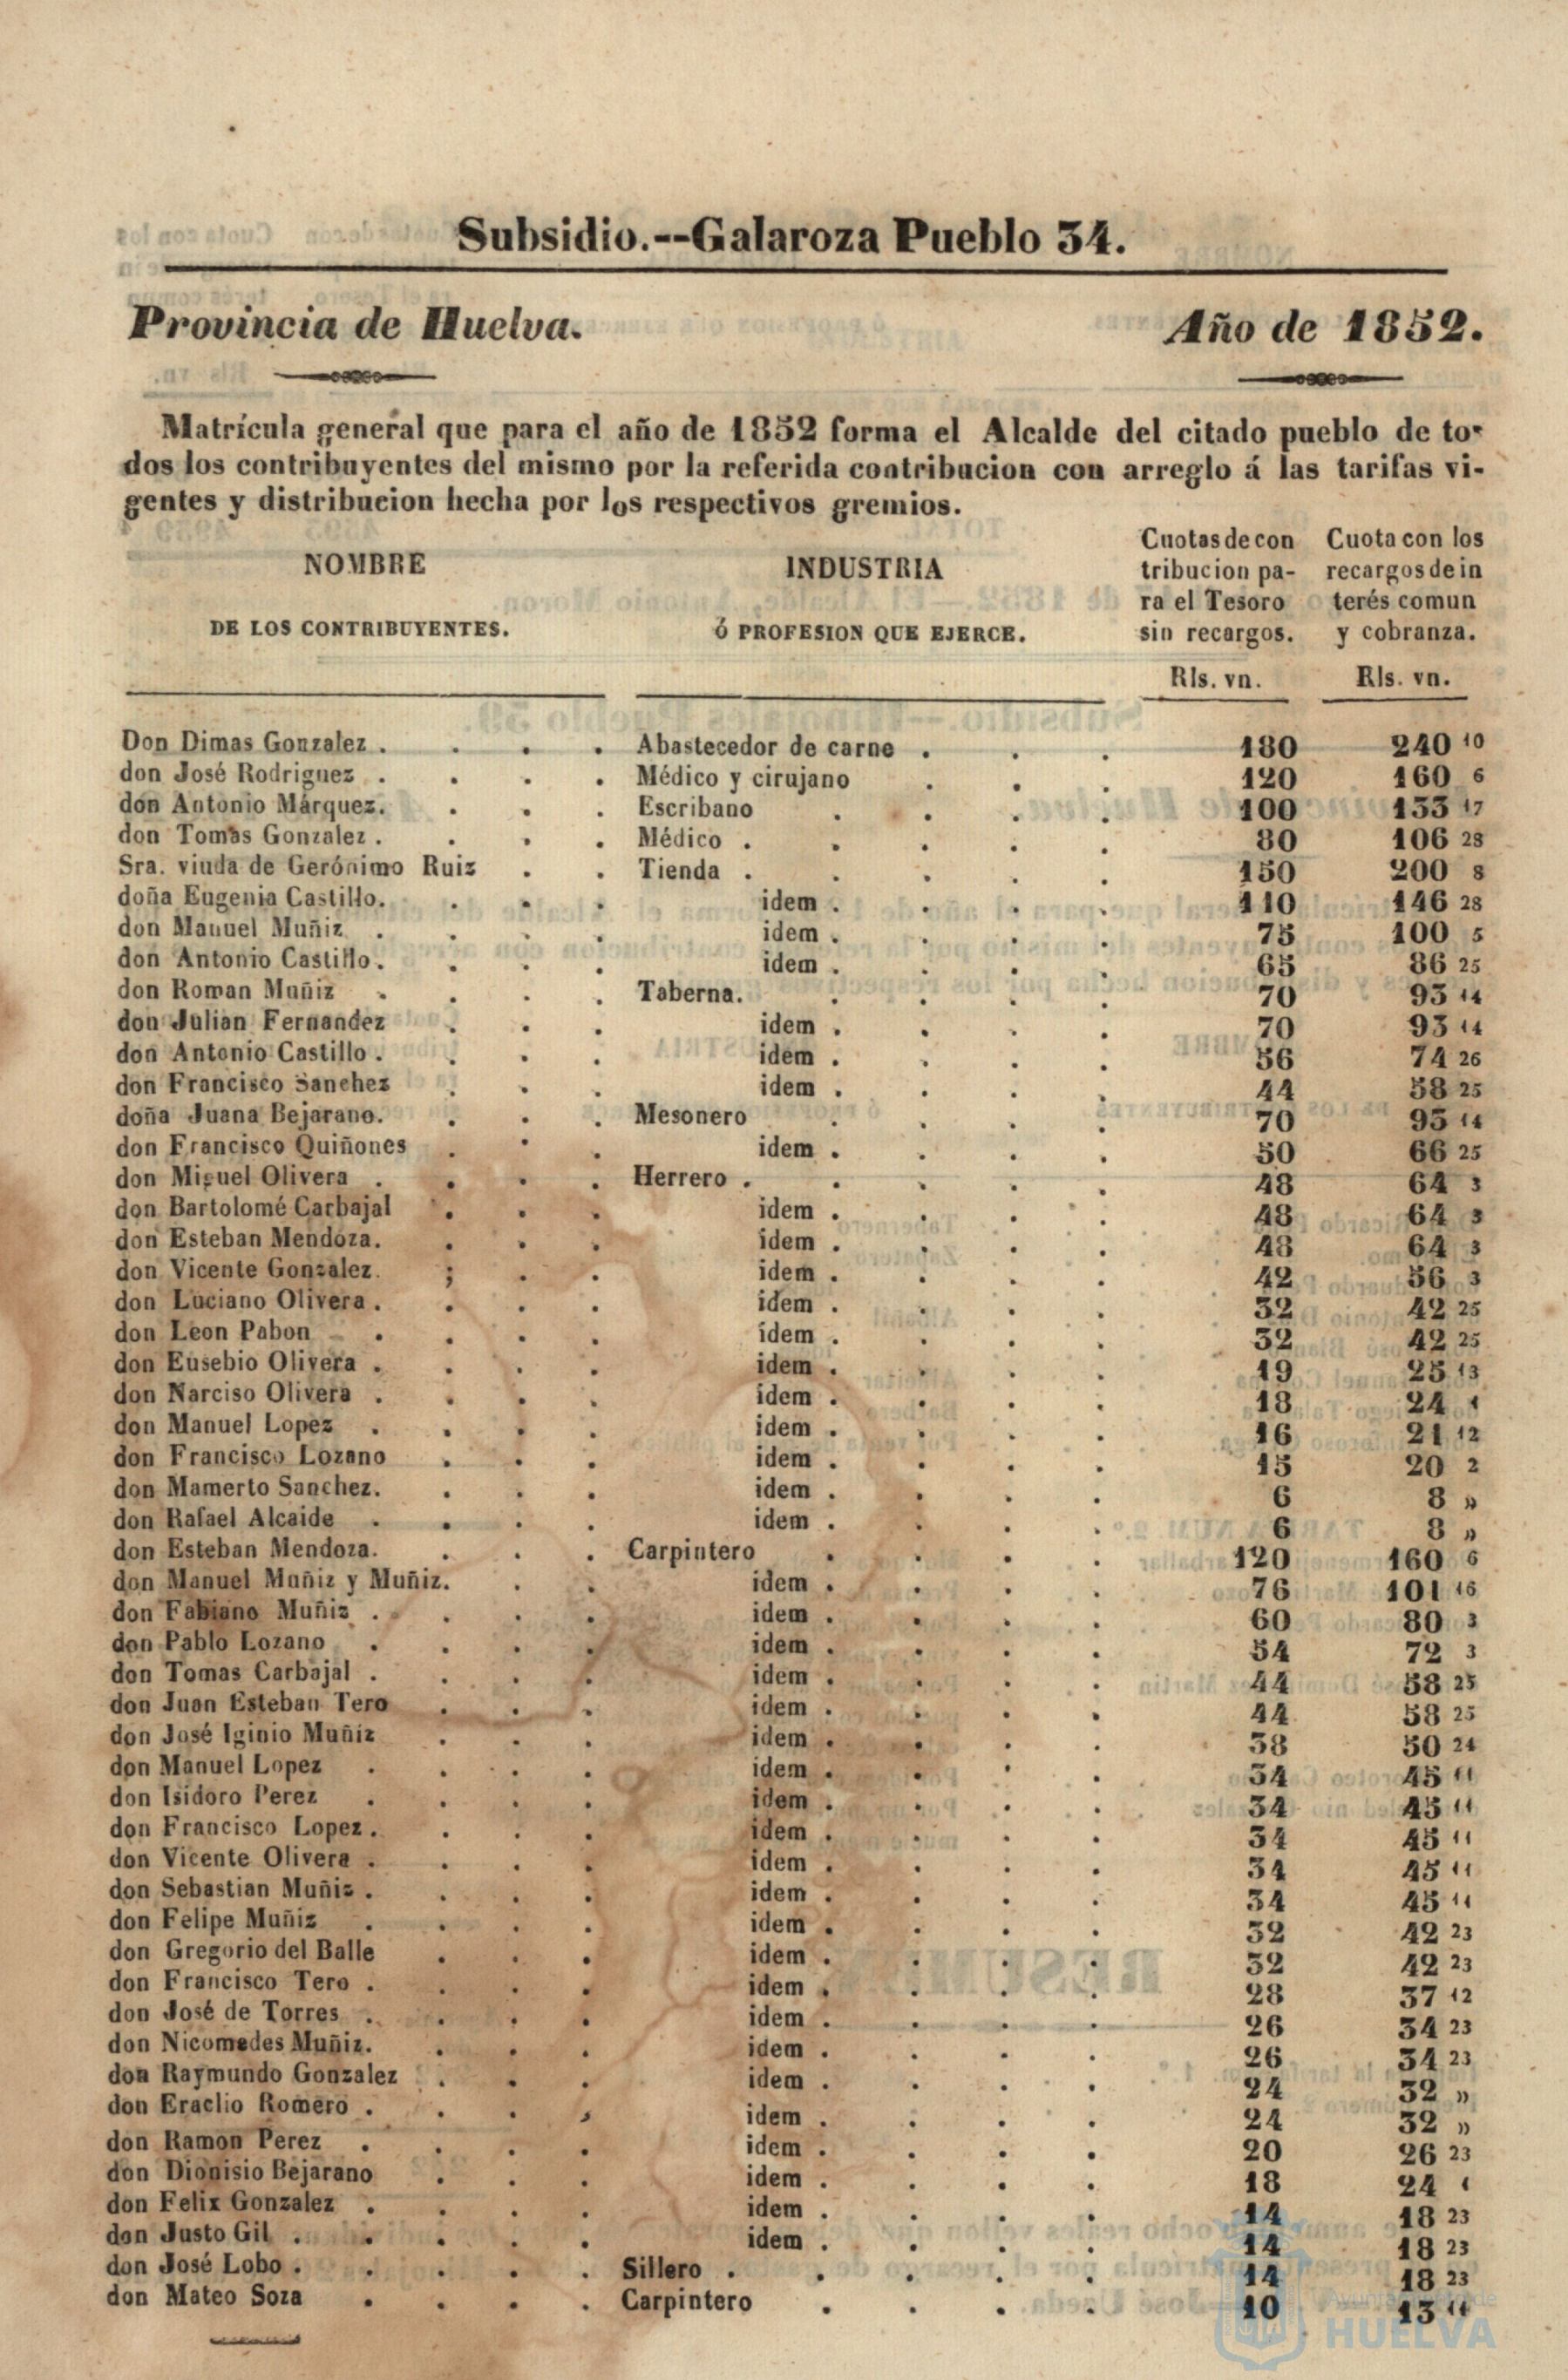 Subsidio.--Galaroza Pueblo 34.
Provincia de Huelva. Año de 1852.
Matrícula general que para el año de 1852 forma el Alcalde del citado pueblo de to-
dos los contribuyentes del mismo por la referida contribucion con arreglo á las tarifas vi-
gentes y distribucion hecha por los respectivos gremios.
NOMBRE
DE LOS CONTRIBUYENTES.
INDUSTRIA
Ó PROFESION QUE EJERCE.
Cuotas de con
tribucion pa-
ra el Tesoro
sin recargos.
Rls. vn.
Cuota con los
recargos de in
terés comun
y cobranza.
Rls. vn.
Don Dimas Gonzalez . . . . Abastecedor de carne . . . 180 240 10
don José Rodriguez . . . . Médico y cirujano . . . 120 160 6
don Antonio Márquez. . . . Escribano . . . . 100 133 17
don Tomas Gonzalez . . . . Médico . . . . . 80 106 28
Sra. viuda de Gerónimo Ruiz . . Tienda . . . . . 150 200 8
doña Eugenia Castillo. . . . idem . . . . 110 146 28
don Manuel Muñiz . . . . idem . . . . 75 100 5
don Antonio Castillo. . . . idem . . . . 65 86 25
don Roman Muñiz . . . . Taberna. . . . . 70 93 14
don Julian Fernandez . . . idem . . . . 70 93 14
don Antonio Castillo . . . . idem . . . . 56 74 26
don Francisco Sanchez . . . idem . . . . 44 58 25
doña Juana Bejarano. . . . Mesonero . . . . 70 93 14
don Francisco Quiñones . . . idem . . . . 50 66 25
don Miguel Olivera . . . . Herrero . . . . . 48 64 3
don Bartolomé Carbajal . . . idem . . . . 48 64 3
don Esteban Mendoza. . . . idem . . . . 48 64 3
don Vicente Gonzalez. ; . . idem . . . . 42 56 3
don Luciano Olivera . . . . idem . . . . 32 42 25
don Leon Pabon . . . . idem . . . . 32 42 25
don Eusebio Olivera . . . . idem . . . . 19 25 13
don Narciso Olivera . . . . idem . . . . 18 24 1
don Manuel Lopez . . . . idem . . . . 16 21 12
don Francisco Lozano . . . idem . . . . 15 20 2
don Mamerto Sanchez. . . . idem . . . . 6 8 »
don Rafael Alcaide . . . . idem . . . . 6 8 »
don Esteban Mendoza. . . . Carpintero . . . . 120 160 6
don Manuel Muñiz y Muñiz. . . idem . . . . 76 101 16
don Fabiano Muñiz . . . . idem . . . . 60 80 3
don Pablo Lozano . . . . idem . . . . 54 72 3
don Tomas Carbajal . . . . idem . . . . 44 58 25
don Juan Esteban Tero . . . idem . . . . 44 58 25
don José Iginio Muñiz . . . idem . . . . 38 50 24
don Manuel Lopez . . . . idem . . . . 34 45 11
don Isidoro Perez . . . . idem . . . . 34 45 11
don Francisco Lopez . . . . idem . . . . 34 45 11
don Vicente Olivera . . . . idem . . . . 34 45 11
don Sebastian Muñiz . . . . idem . . . . 34 45 11
don Felipe Muñiz . . . . idem . . . . 32 42 23
don Gregorio del Balle . . . idem . . . . 32 42 23
don Francisco Tero . . . . idem . . . . 28 37 12
don José de Torres . . . . idem . . . . 26 34 23
don Nicomedes Muñiz. . . . idem . . . . 26 34 23
don Raymundo Gonzalez . . . idem . . . . 24 32 »
don Eraclio Romero . . . . idem . . . . 24 32 »
don Ramon Perez . . . . idem . . . . 20 26 23
don Dionisio Bejarano . . . idem . . . . 18 24 1
don Felix Gonzalez . . . . idem . . . . 14 18 23
don Justo Gil . . . . . idem . . . . 14 18 23
don José Lobo . . . . . Sillero . . . . . 14 18 23
don Mateo Soza . . . . Carpintero . . . . 10 13 11
HUELVA